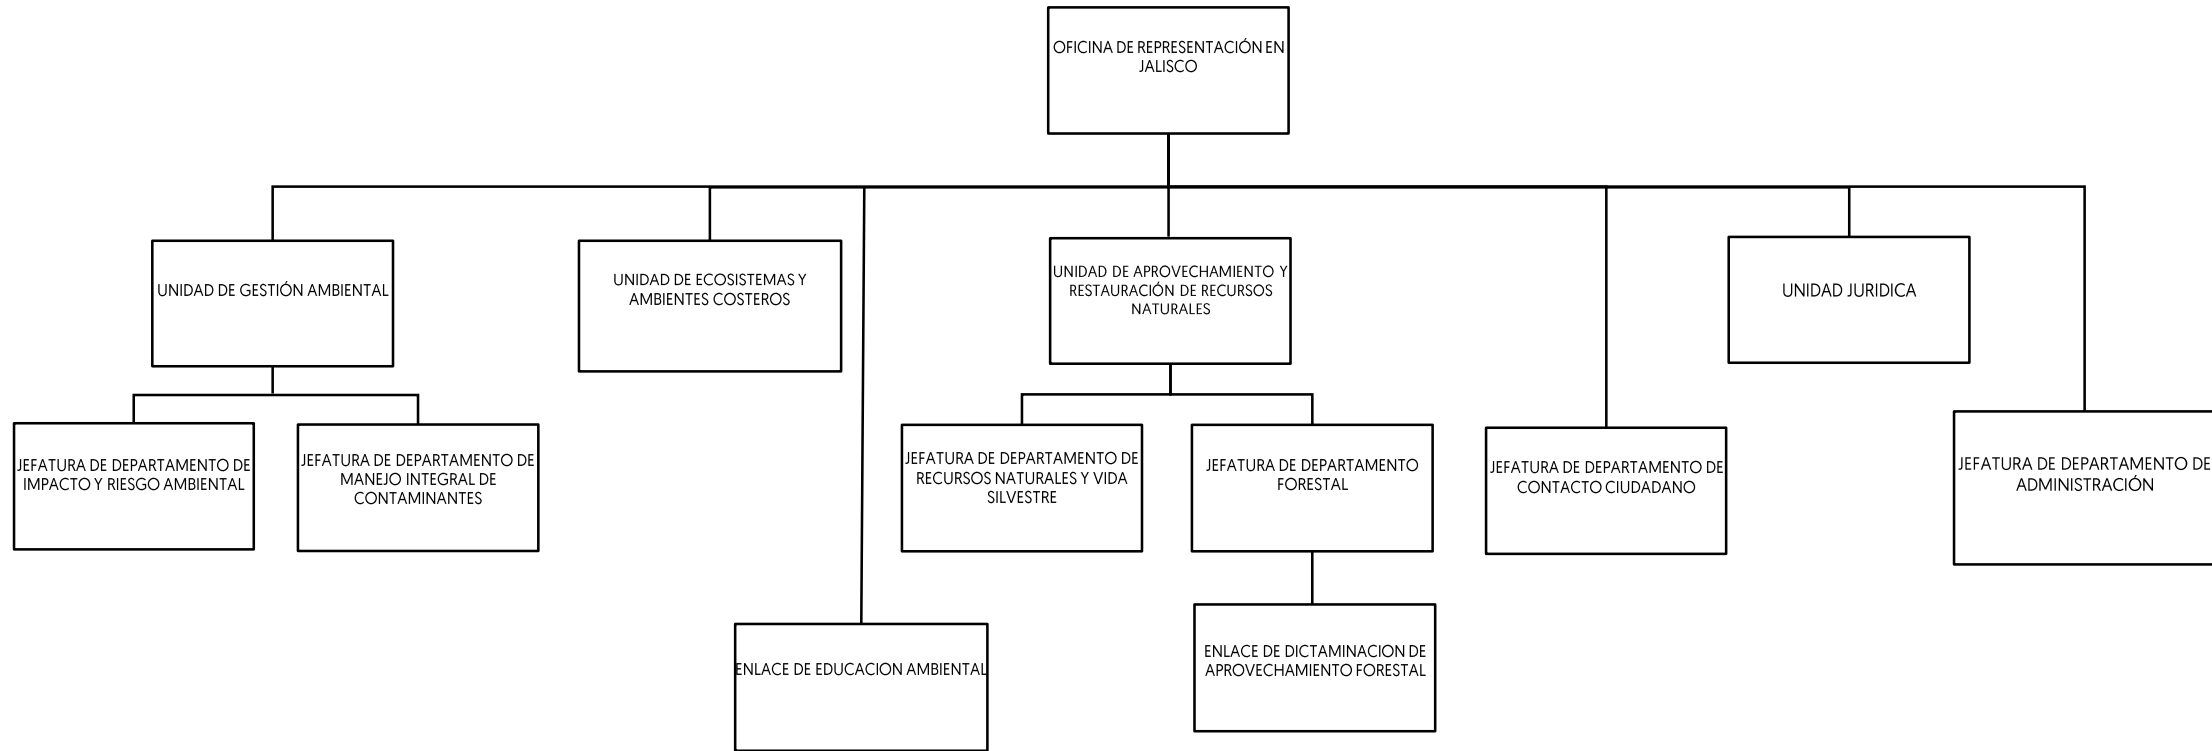 OFICINA DE REPRESENTACIÓN EN
JALISCO
UNIDAD DE GESTIÓN AMBIENTAL
UNIDAD DE ECOSISTEMAS Y
AMBIENTES COSTEROS
UNIDAD DE APROVECHAMIENTO Y
RESTAURACIÓN DE RECURSOS
NATURALES
UNIDAD JURIDICA
JEFATURA DE DEPARTAMENTO DE
IMPACTO Y RIESGO AMBIENTAL
JEFATURA DE DEPARTAMENTO DE
MANEJO INTEGRAL DE
CONTAMINANTES
JEFATURA DE DEPARTAMENTO DE
RECURSOS NATURALES Y VIDA
SILVESTRE
JEFATURA DE DEPARTAMENTO
FORESTAL
JEFATURA DE DEPARTAMENTO DE
CONTACTO CIUDADANO
JEFATURA DE DEPARTAMENTO DE
ADMINISTRACIÓN
ENLACE DE EDUCACION AMBIENTAL
ENLACE DE DICTAMINACION DE
APROVECHAMIENTO FORESTAL